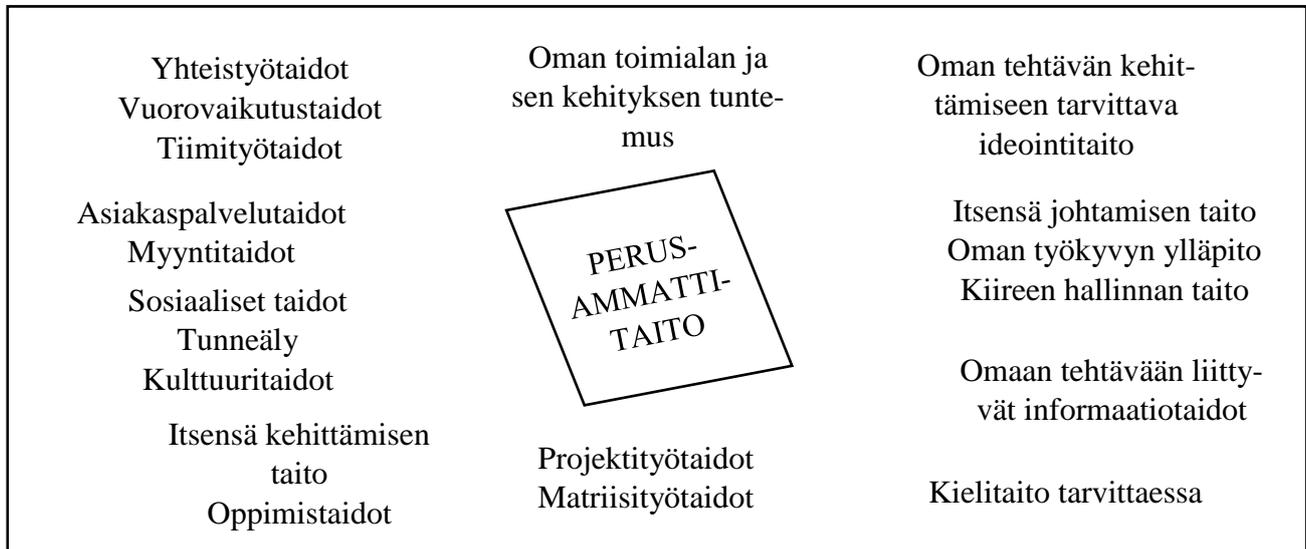 Yhteistyötaidot
Vuorovaikutustaidot
Tiimityötaidot
Asiakaspalvelutaidot
Myyntitaidot
Sosiaaliset taidot
Tunneäly
Kulttuuritaidot
Itsensä kehittämisen
taito
Oppimistaidot
Oman toimialan ja
sen kehityksen tunte-
mus
PERUS-
AMMATTI-
TAITO
Projektityötaidot
Matriisityötaidot
Oman tehtävän kehit-
tämiseen tarvittava
ideointitaito
Itsensä johtamisen taito
Oman työkyvyn ylläpito
Kiireen hallinnan taito
Omaan tehtävään liitty-
vät informaatiotaidot
Kielitaito tarvittaessa